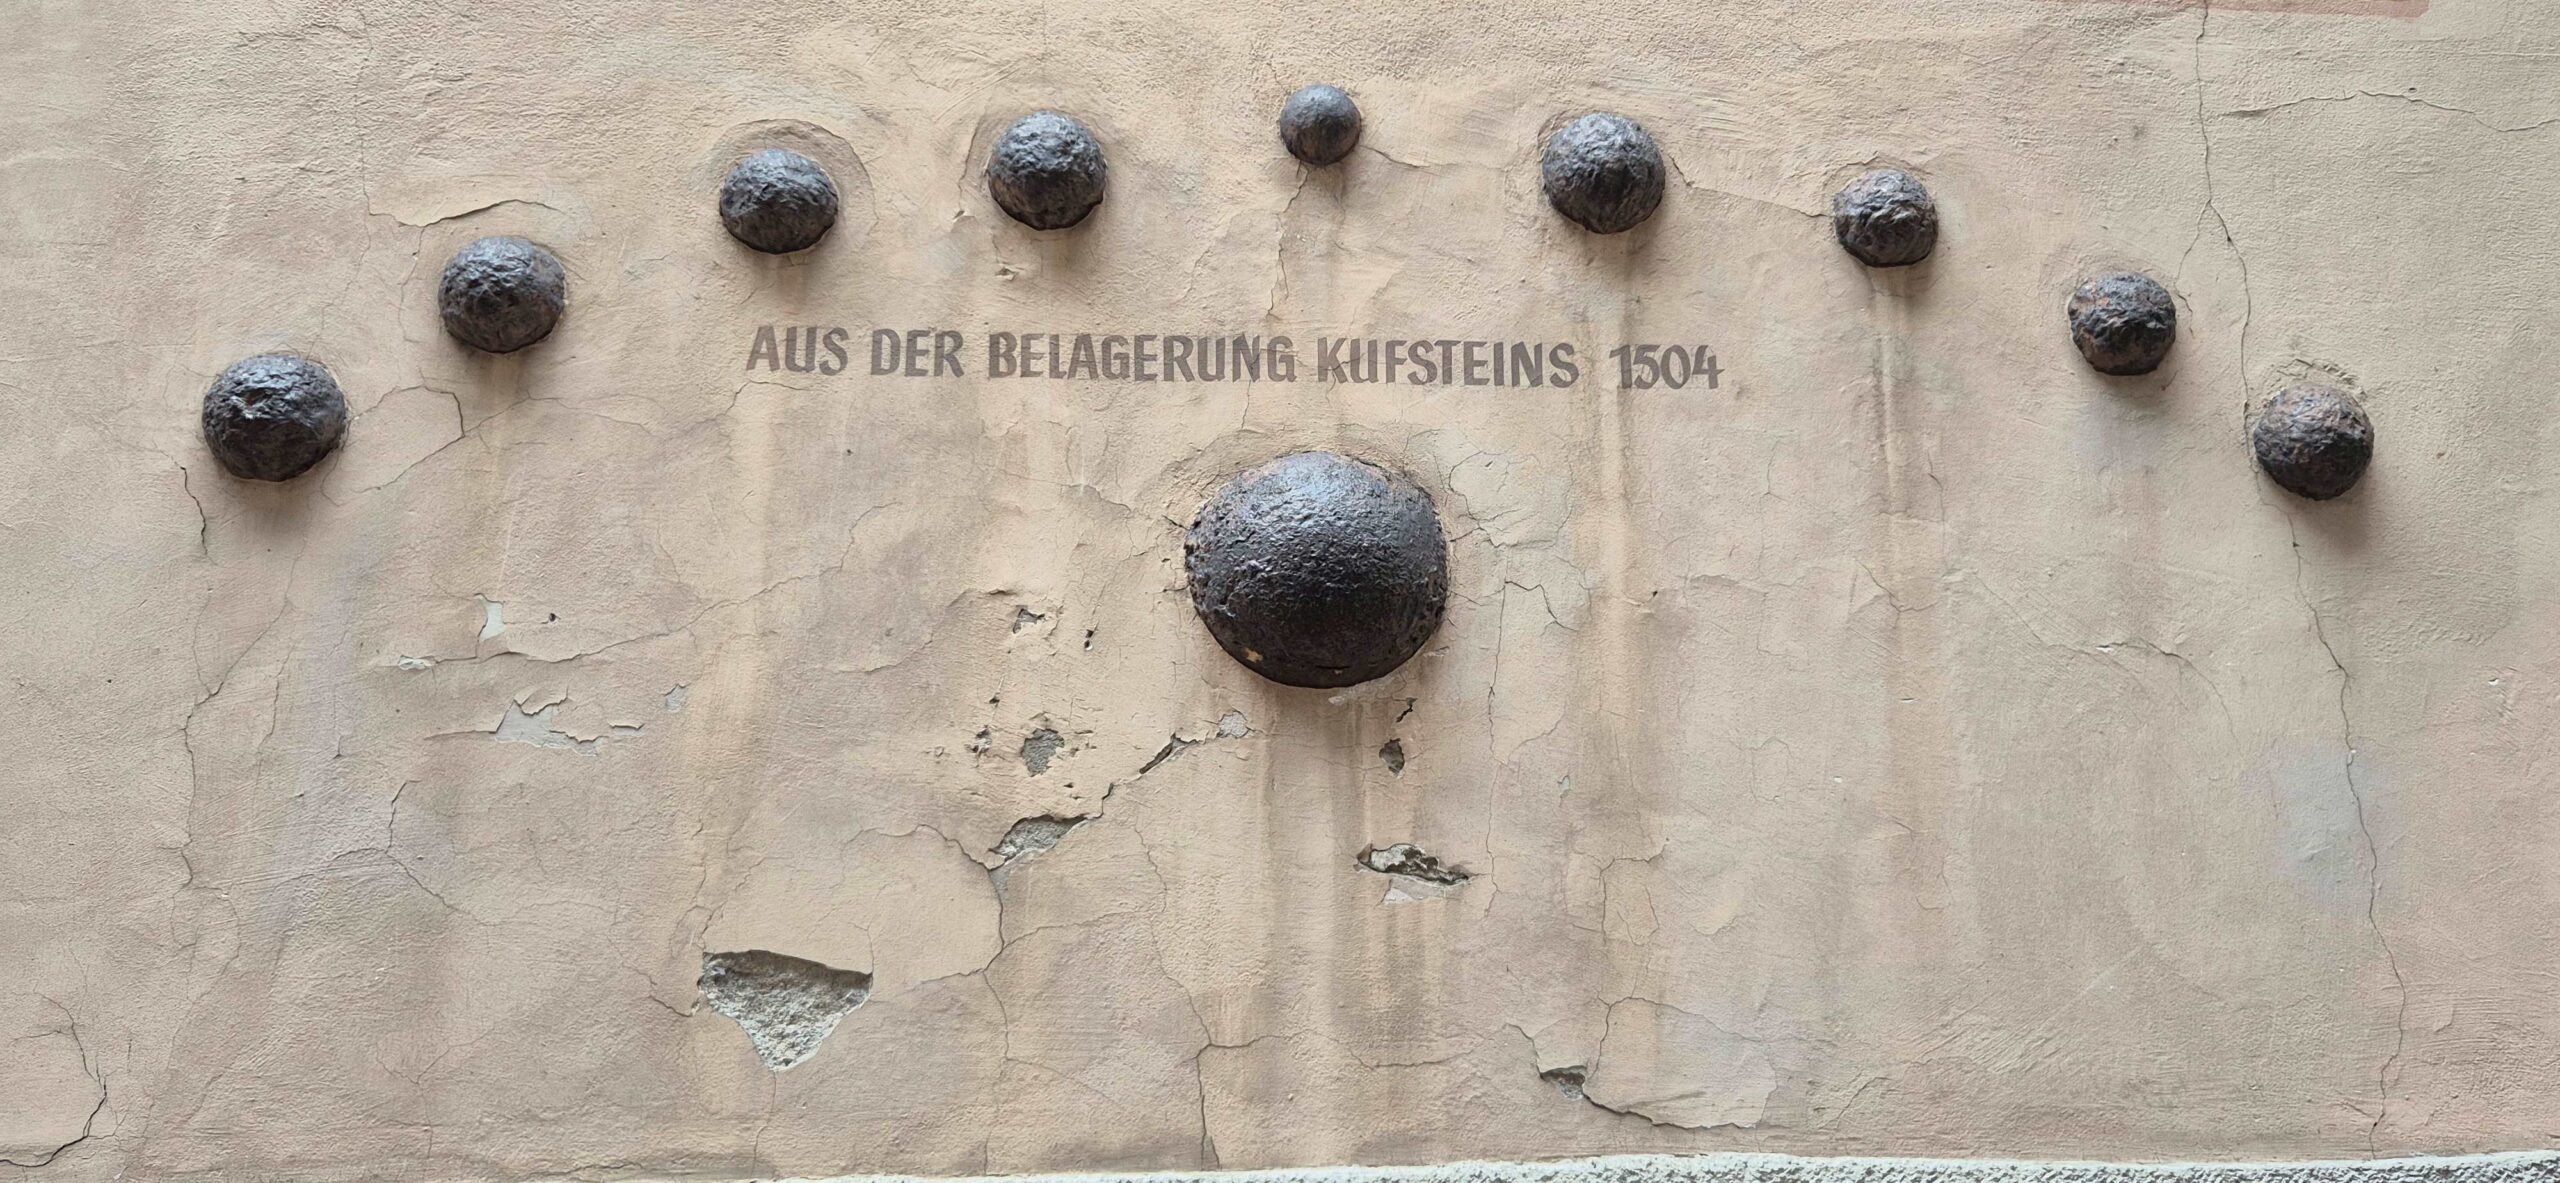 AUS DER BELAGERUNG KUFSTEINS 1504